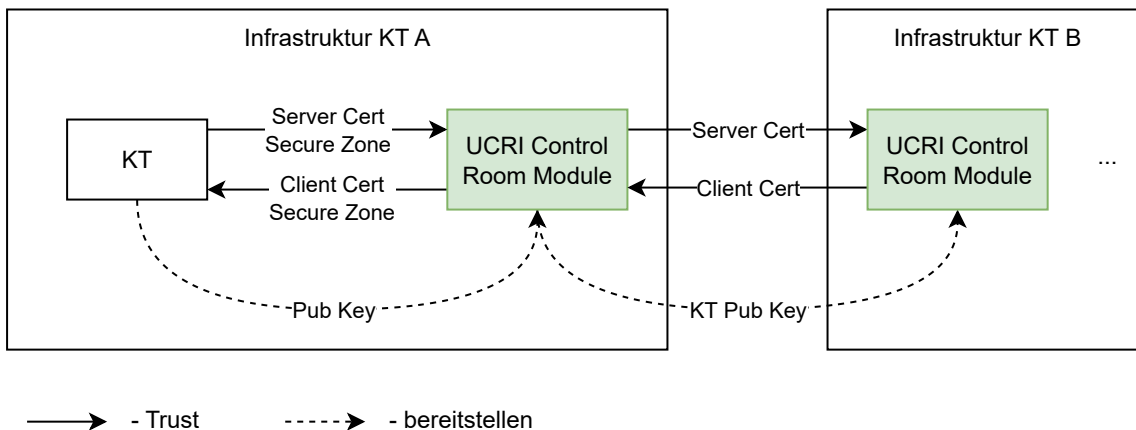 Infrastruktur KT A
Infrastruktur KT B
KT
Server Cert
Secure Zone
Client Cert
Secure Zone
UCRI Control
Room Module
Server Cert
Client Cert
UCRI Control
Room Module
...
Pub Key
KT Pub Key
- Trust
- bereitstellen